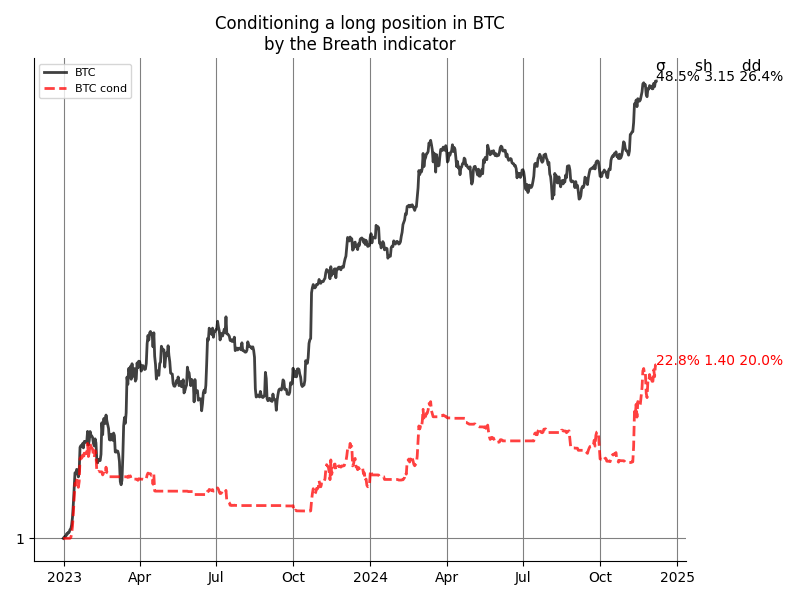 Conditioning a long position in BTC
by the Breath indicator
σ sh dd
48.5% 3.15 26.4%
BTC
BTC cond
22.8% 1.40 20.0%
1
2023 Apr Jul Oct 2024 Apr Jul Oct 2025